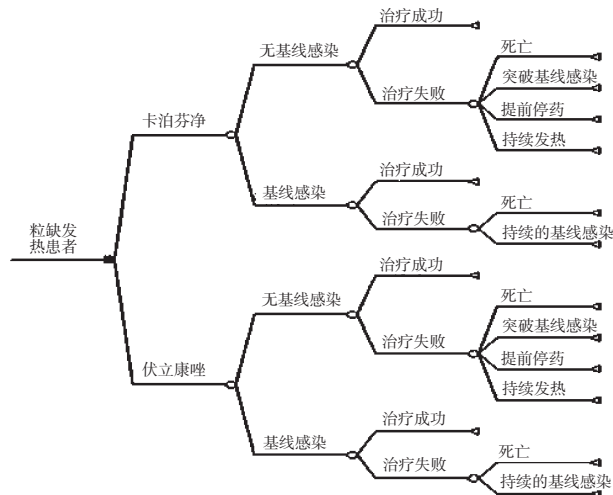 治疗成功
无基线感染
死亡
突破基线感染
治疗失败
提前停药
持续发热
卡泊芬净
治疗成功
基线感染
死亡
治疗失败
持续的基线感染
粒缺发
热患者
治疗成功
无基线感染
死亡
突破基线感染
治疗失败
提前停药
持续发热
伏立康唑
治疗成功
基线感染
死亡
治疗失败
持续的基线感染